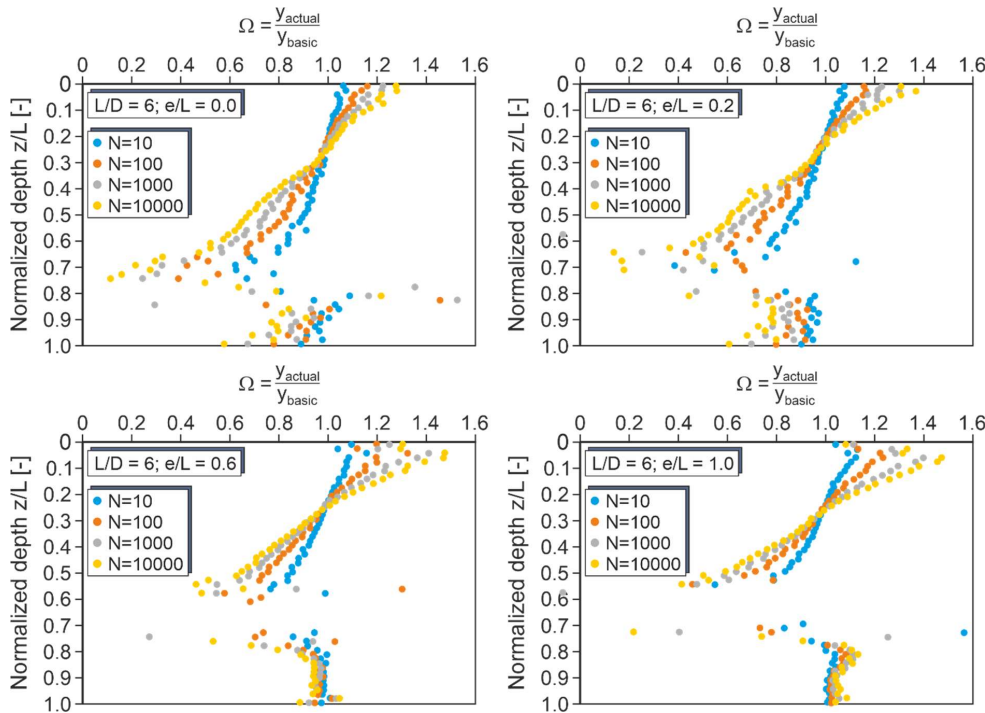 Ω = y_actual / y_basic
0 0.2 0.4 0.6 0.8 1.0 1.2 1.4 1.6
Normalized depth z/L [-]
0
0.1
0.2
0.3
0.4
0.5
0.6
0.7
0.8
0.9
1.0
L/D = 6; e/L = 0.0
N=10
N=100
N=1000
N=10000
Ω = y_actual / y_basic
0 0.2 0.4 0.6 0.8 1.0 1.2 1.4 1.6
Normalized depth z/L [-]
0
0.1
0.2
0.3
0.4
0.5
0.6
0.7
0.8
0.9
1.0
L/D = 6; e/L = 0.2
N=10
N=100
N=1000
N=10000
Ω = y_actual / y_basic
0 0.2 0.4 0.6 0.8 1.0 1.2 1.4 1.6
Normalized depth z/L [-]
0
0.1
0.2
0.3
0.4
0.5
0.6
0.7
0.8
0.9
1.0
L/D = 6; e/L = 0.6
N=10
N=100
N=1000
N=10000
Ω = y_actual / y_basic
0 0.2 0.4 0.6 0.8 1.0 1.2 1.4 1.6
Normalized depth z/L [-]
0
0.1
0.2
0.3
0.4
0.5
0.6
0.7
0.8
0.9
1.0
L/D = 6; e/L = 1.0
N=10
N=100
N=1000
N=10000